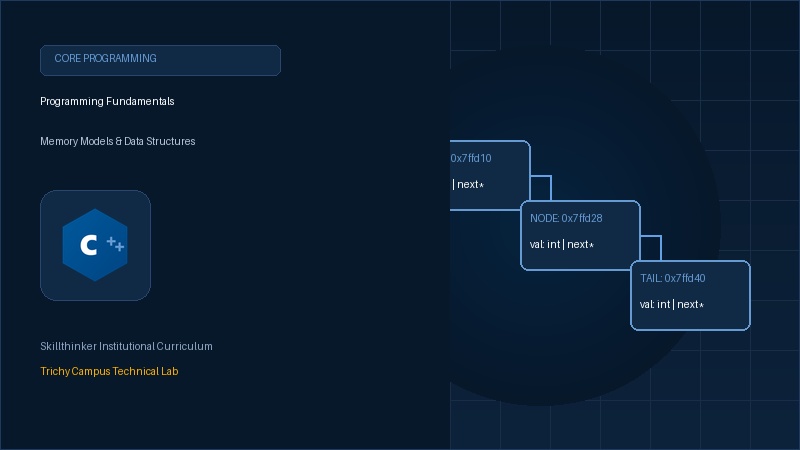 CORE PROGRAMMING
Programming Fundamentals
Memory Models & Data Structures
C++
Skillthinker Institutional Curriculum
Trichy Campus Technical Lab
0x7ffd10
| next*
NODE: 0x7ffd28
val: int | next*
TAIL: 0x7ffd40
val: int | next*